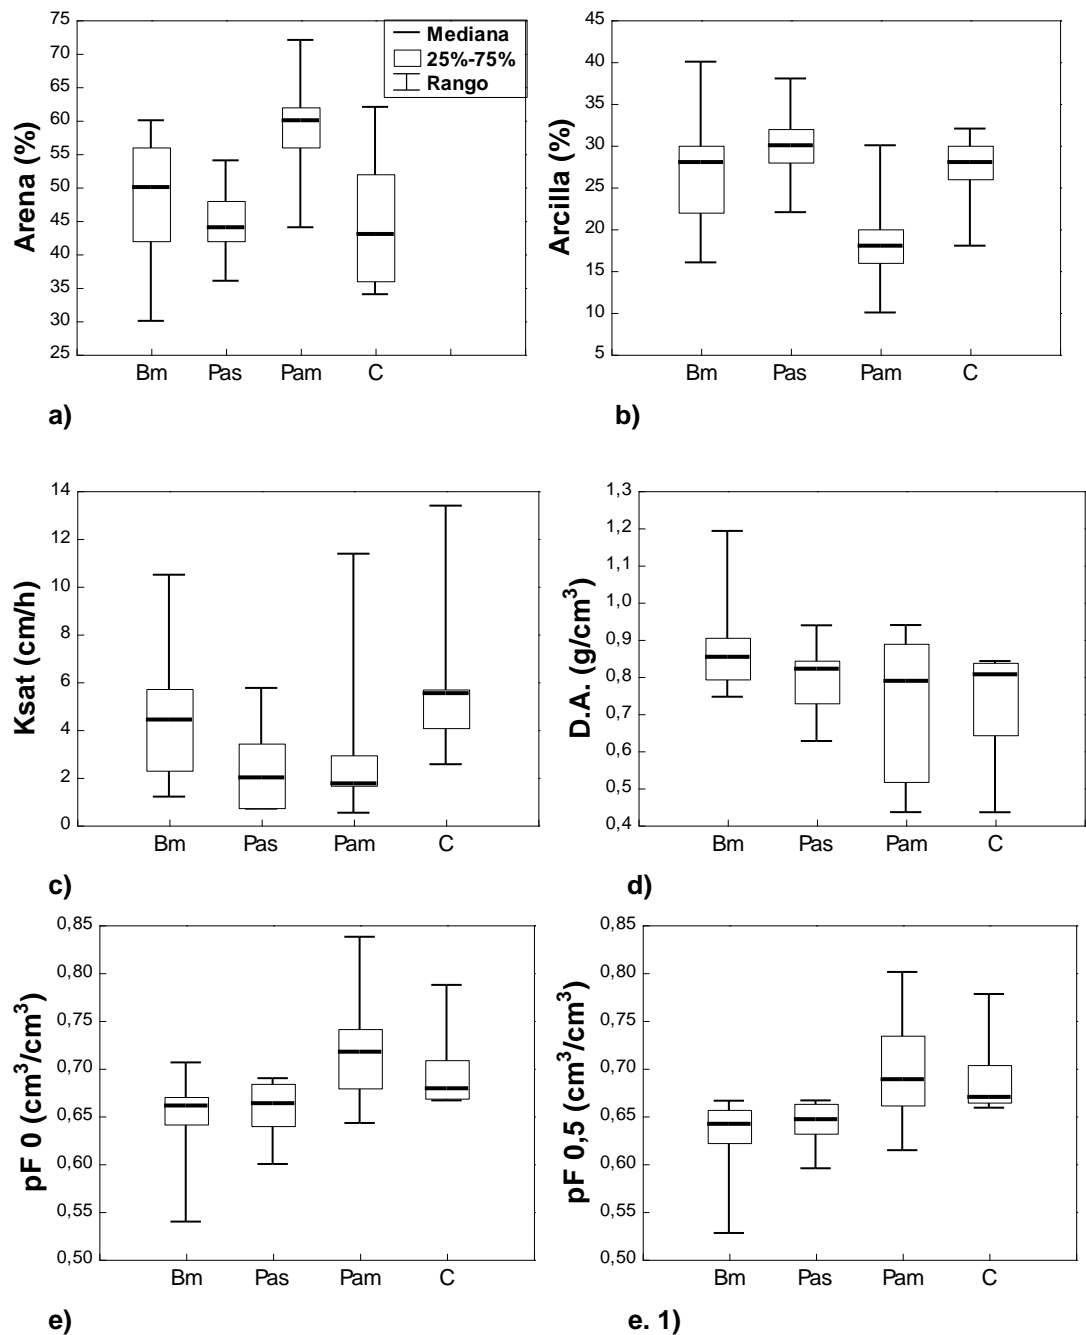 75
70
65
60
55
50
45
40
35
30
25
Arena (%)
Mediana
25%-75%
Rango
Bm Pas Pam C
a)
45
40
35
30
25
20
15
10
5
Arcilla (%)
Bm Pas Pam C
b)
14
12
10
8
6
4
2
0
Ksat (cm/h)
Bm Pas Pam C
c)
1,3
1,2
1,1
1,0
0,9
0,8
0,7
0,6
0,5
0,4
D.A. (g/cm³)
Bm Pas Pam C
d)
0,85
0,80
0,75
0,70
0,65
0,60
0,55
0,50
pF 0 (cm³/cm³)
Bm Pas Pam C
e)
0,85
0,80
0,75
0,70
0,65
0,60
0,55
0,50
pF 0,5 (cm³/cm³)
Bm Pas Pam C
e. 1)